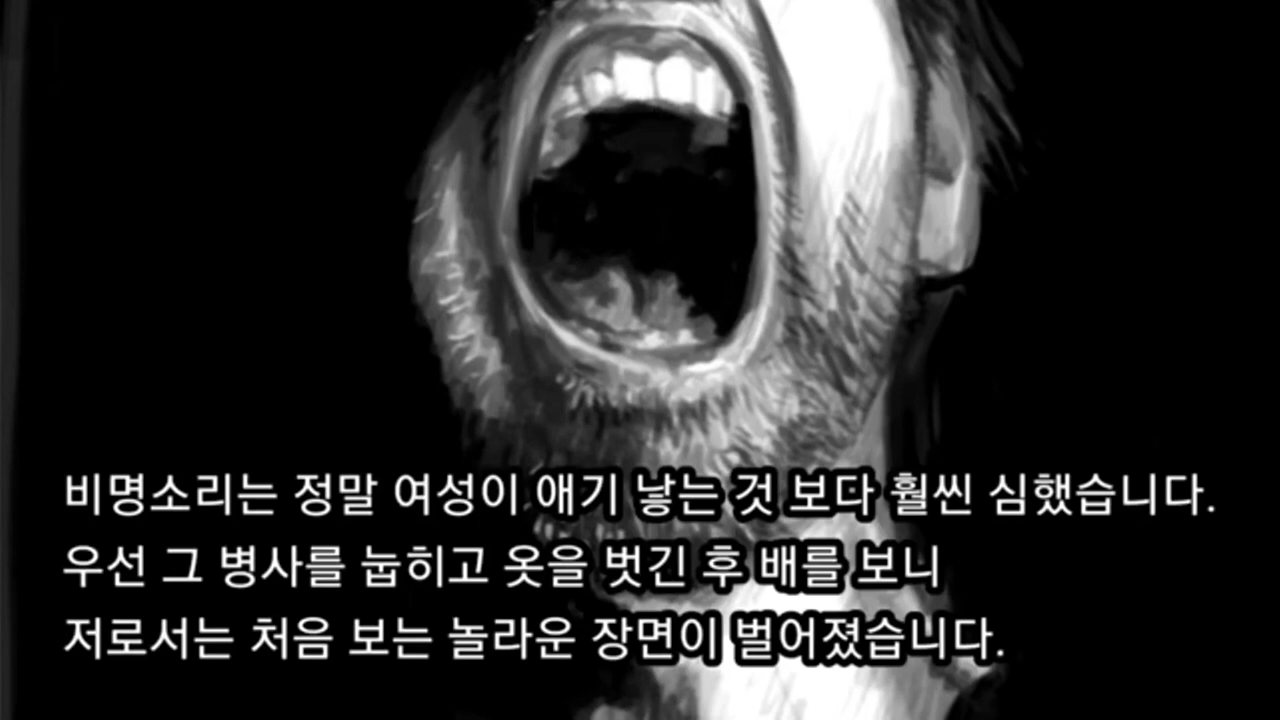 비명소리는 정말 여성이 애기 낳는 것 보다 훨씬 심했습니다.
우선 그 병사를 눕히고 옷을 벗긴 후 배를 보니
저로서는 처음 보는 놀라운 장면이 벌어졌습니다.